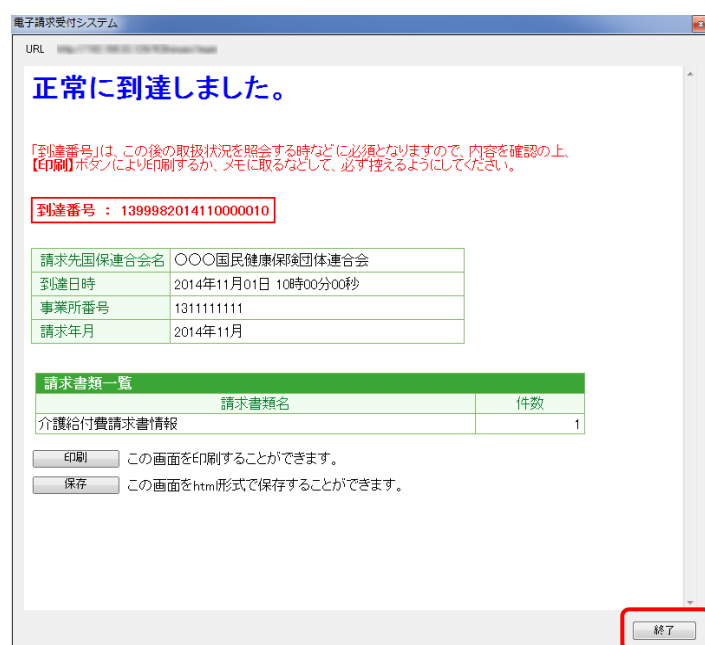 電子請求受付システム
URL
正常に到達しました。
「到達番号」は、この後の取扱状況を照会する時などに必須となりますので、内容を確認の上、
【印刷】ボタンにより印刷するか、メモに取るなどして、必ず控えるようにしてください。
到達番号 : 1399982014110000010
請求先国保連合会名 〇〇〇国民健康保険団体連合会
到達日時 2014年11月01日 10時00分00秒
事業所番号 1311111111
請求年月 2014年11月
請求書類一覧
請求書類名 件数
介護給付費請求書情報 1
印刷 この画面を印刷することができます。
保存 この画面をhtml形式で保存することができます。
終了